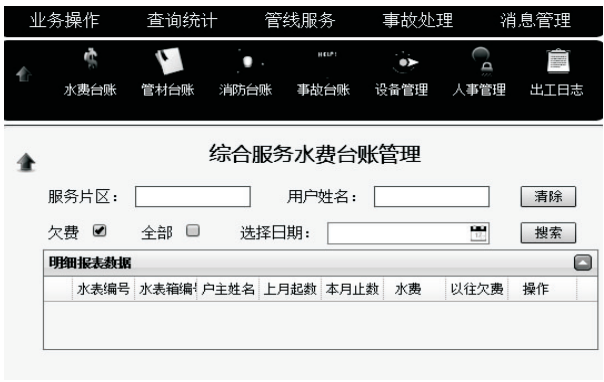 业务操作 查询统计 管线服务 事故处理 消息管理
HELP!
水费台账 管材台账 消防台账 事故台账 设备管理 人事管理 出工日志
综合服务水费台账管理
服务片区： 用户姓名： 清除
欠费 全部 选择日期： 搜索
明细报表数据
水表编号 水表箱编 户主姓名 上月起数 本月止数 水费 以往欠费 操作